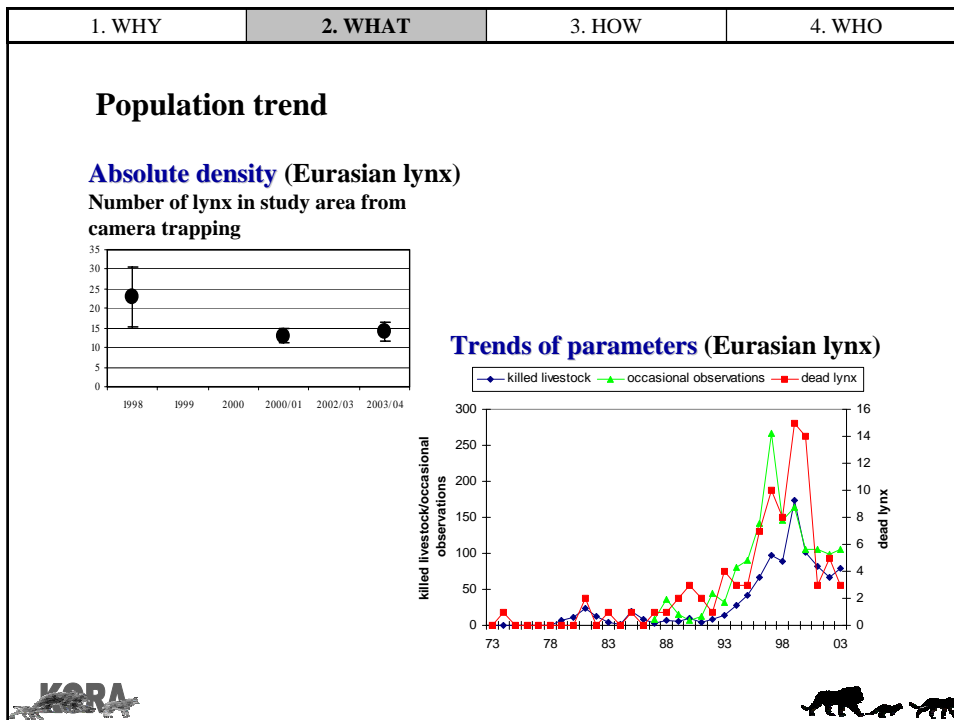 1. WHY 2. WHAT 3. HOW 4. WHO
Population trend
Absolute density (Eurasian lynx)
Number of lynx in study area from
camera trapping
35
30
25
20
15
10
5
0
1998 1999 2000 2000/01 2002/03 2003/04
Trends of parameters (Eurasian lynx)
killed livestock occasional observations dead lynx
300
250
200
150
100
50
0
killed livestock/occasional
observations
16
14
12
10
8
6
4
2
0
dead lynx
73 78 83 88 93 98 03
KORA